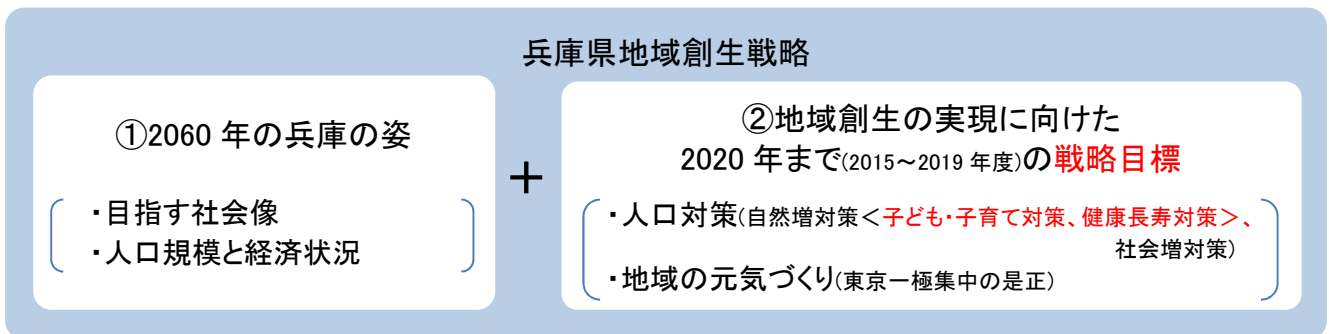 兵庫県地域創生戦略
①2060 年の兵庫の姿
・目指す社会像
・人口規模と経済状況
+
②地域創生の実現に向けた
2020 年まで(2015～2019 年度)の戦略目標
・人口対策(自然増対策＜子ども・子育て対策、健康長寿対策＞、
社会増対策)
・地域の元気づくり(東京一極集中の是正)